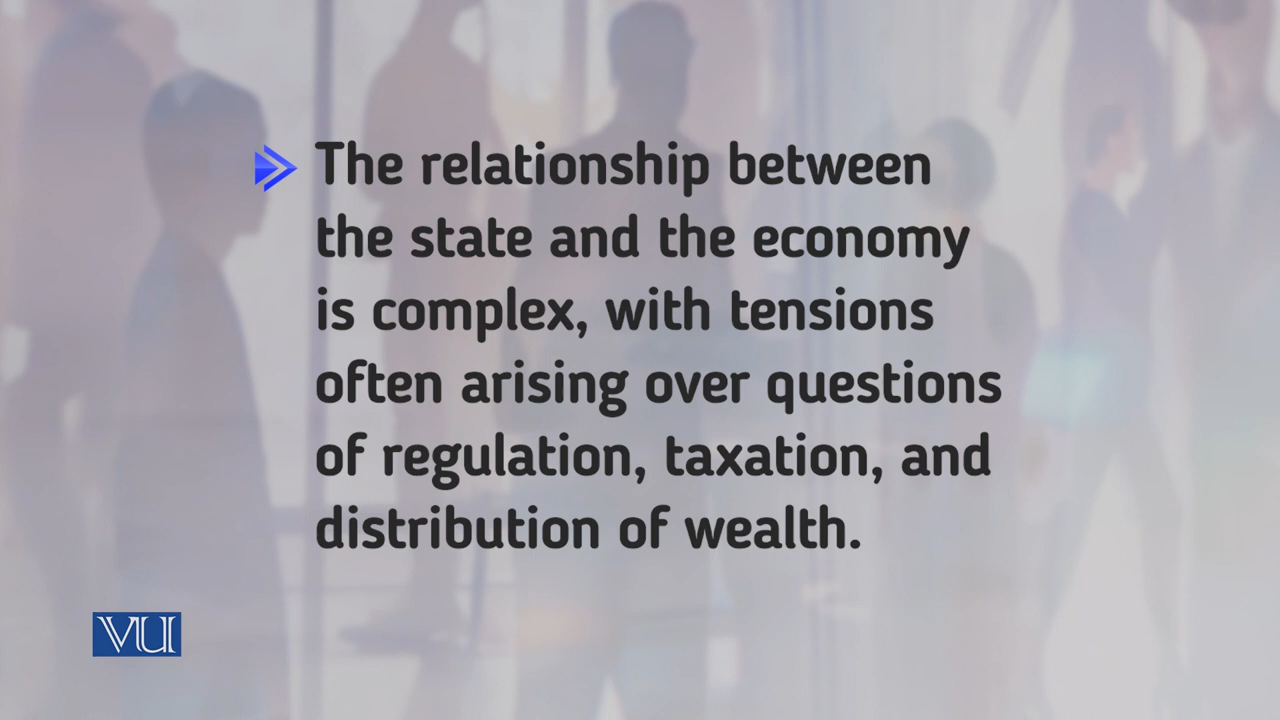 The relationship between
the state and the economy
is complex, with tensions
often arising over questions
of regulation, taxation, and
distribution of wealth.
VU